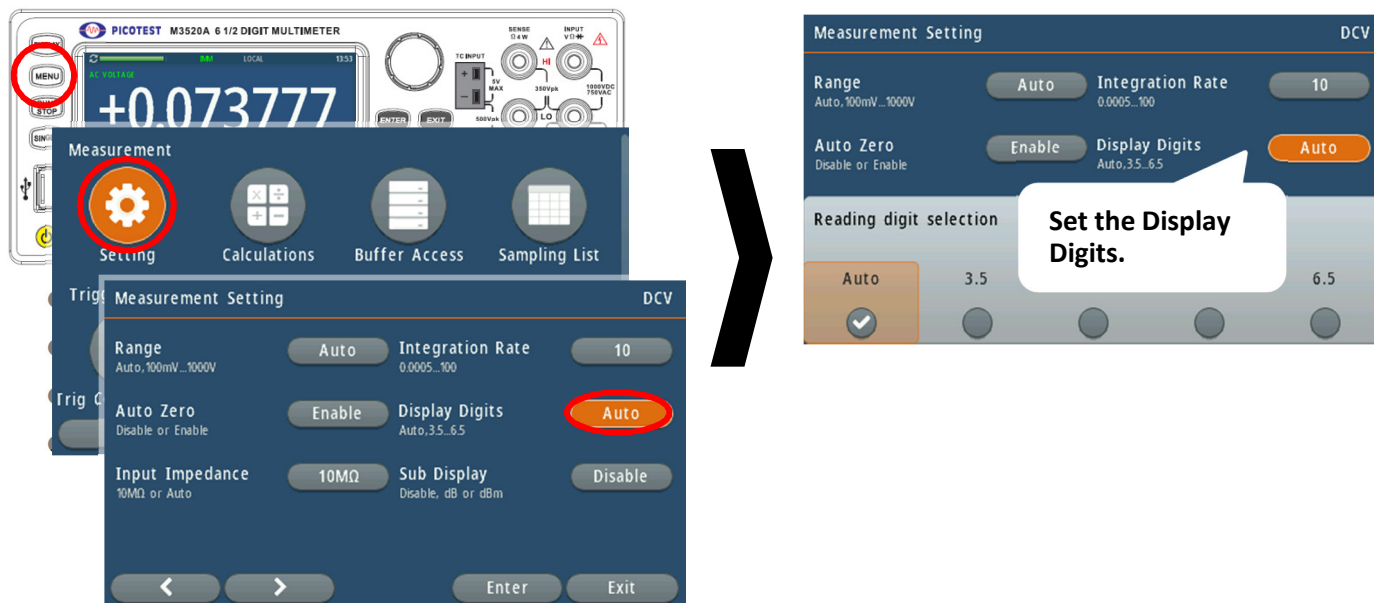 PICOTEST M3520A 6 1/2 DIGIT MULTIMETER
MENU
STOP
LOCAL
13:53
AC VOLTAGE
+0.073777
ENTER
EXIT
TC INPUT
+
–
5V
MAX
SENSE
Ω 4 W
INPUT
HI
350Vpk
1000VDC
750VAC
500Vpk
LO
Measurement
Setting
Calculations
Buffer Access
Sampling List
Measurement Setting DCV
Range Auto Integration Rate 10
Auto,100mV...1000V 0.0005...100
Auto Zero Enable Display Digits Auto
Disable or Enable Auto,3.5...6.5
Input Impedance 10MΩ Sub Display Disable
10MΩ or Auto Disable, dB or dBm
Enter Exit
Measurement Setting DCV
Range Auto Integration Rate 10
Auto,100mV...1000V 0.0005...100
Auto Zero Enable Display Digits Auto
Disable or Enable Auto,3.5...6.5
Reading digit selection
Set the Display
Digits.
Auto 3.5 6.5